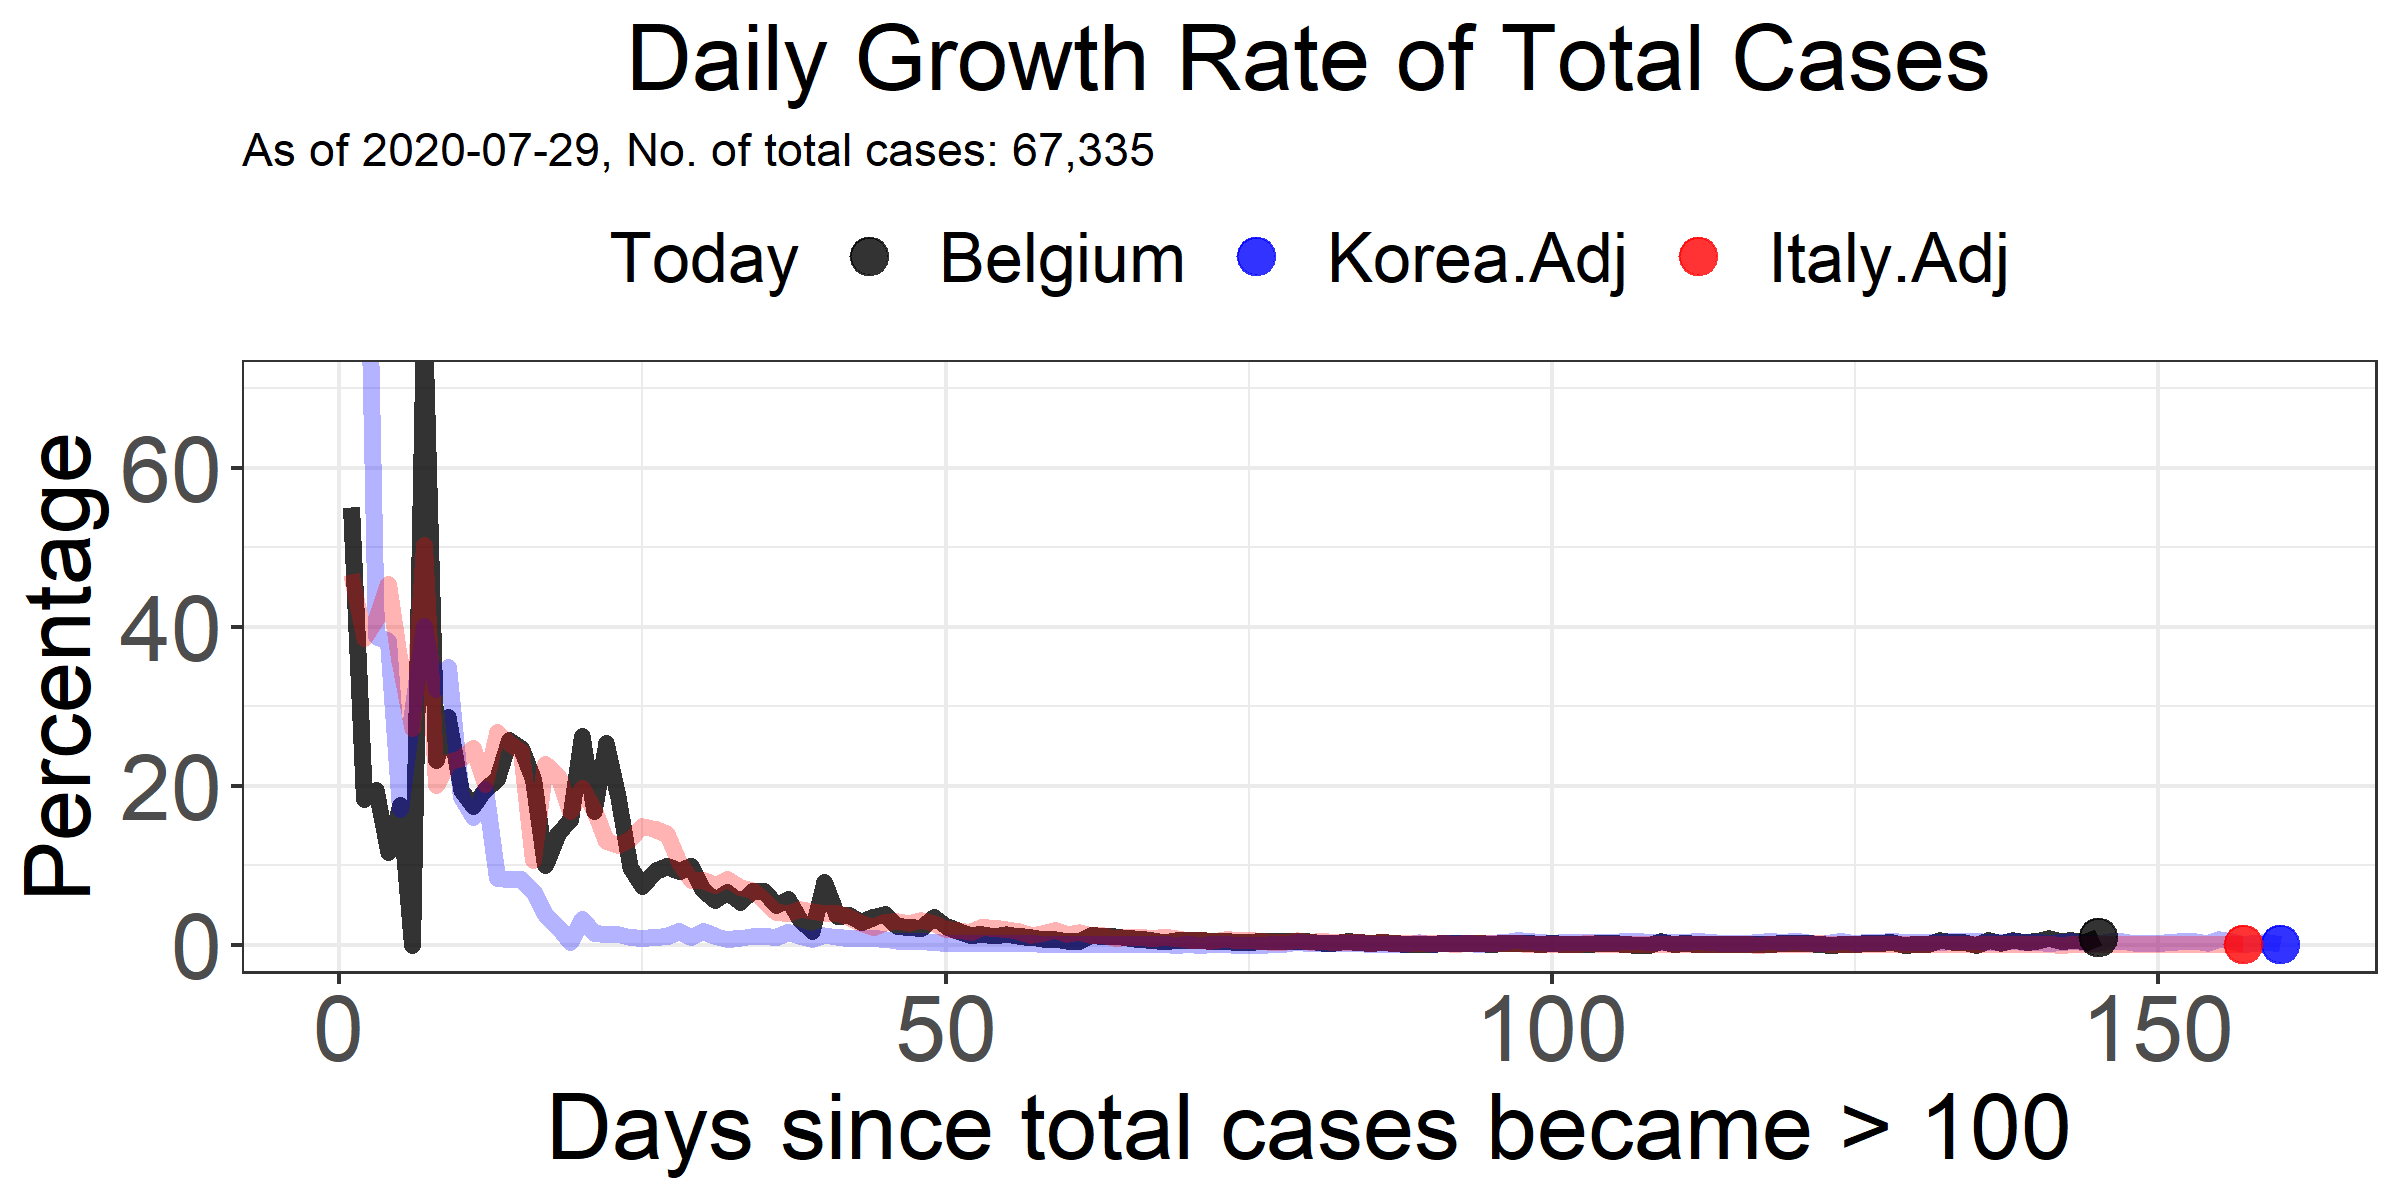 Daily Growth Rate of Total Cases
As of 2020-07-29, No. of total cases: 67,335
Today Belgium Korea.Adj Italy.Adj
Percentage
60
40
20
0
0 50 100 150
Days since total cases became > 100